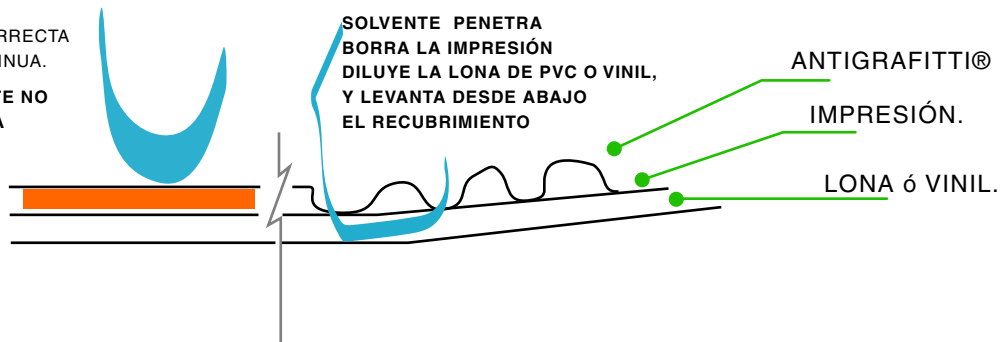 SOLVENTE PENETRA
BORRA LA IMPRESIÓN
DILUYE LA LONA DE PVC O VINIL,
Y LEVANTA DESDE ABAJO
EL RECUBRIMIENTO
ANTIGRAFITTI®
IMPRESIÓN.
LONA ó VINIL.
NO